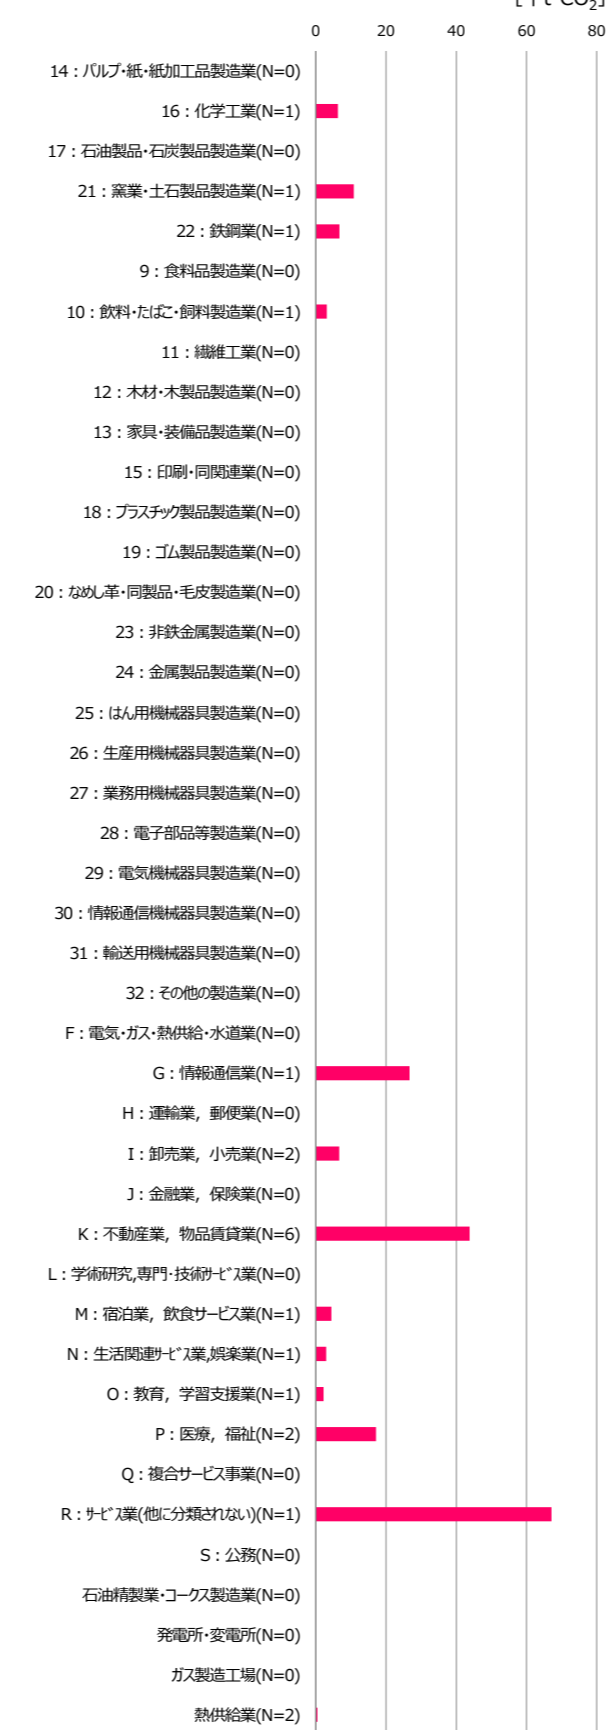 [千t-CO2]
0 20 40 60 80
14：パルプ・紙・紙加工品製造業(N=0)
16：化学工業(N=1)
17：石油製品・石炭製品製造業(N=0)
21：窯業・土石製品製造業(N=1)
22：鉄鋼業(N=1)
9：食料品製造業(N=0)
10：飲料・たばこ・飼料製造業(N=1)
11：繊維工業(N=0)
12：木材・木製品製造業(N=0)
13：家具・装備品製造業(N=0)
15：印刷・同関連業(N=0)
18：プラスチック製品製造業(N=0)
19：ゴム製品製造業(N=0)
20：なめし革・同製品・毛皮製造業(N=0)
23：非鉄金属製造業(N=0)
24：金属製品製造業(N=0)
25：はん用機械器具製造業(N=0)
26：生産用機械器具製造業(N=0)
27：業務用機械器具製造業(N=0)
28：電子部品等製造業(N=0)
29：電気機械器具製造業(N=0)
30：情報通信機械器具製造業(N=0)
31：輸送用機械器具製造業(N=0)
32：その他の製造業(N=0)
F：電気・ガス・熱供給・水道業(N=0)
G：情報通信業(N=1)
H：運輸業，郵便業(N=0)
I：卸売業，小売業(N=2)
J：金融業，保険業(N=0)
K：不動産業，物品賃貸業(N=6)
L：学術研究,専門・技術ｻｰﾋﾞｽ業(N=0)
M：宿泊業，飲食サービス業(N=1)
N：生活関連ｻｰﾋﾞｽ業,娯楽業(N=1)
O：教育，学習支援業(N=1)
P：医療，福祉(N=2)
Q：複合サービス事業(N=0)
R：ｻｰﾋﾞｽ業(他に分類されない)(N=1)
S：公務(N=0)
石油精製業・コークス製造業(N=0)
発電所・変電所(N=0)
ガス製造工場(N=0)
熱供給業(N=2)